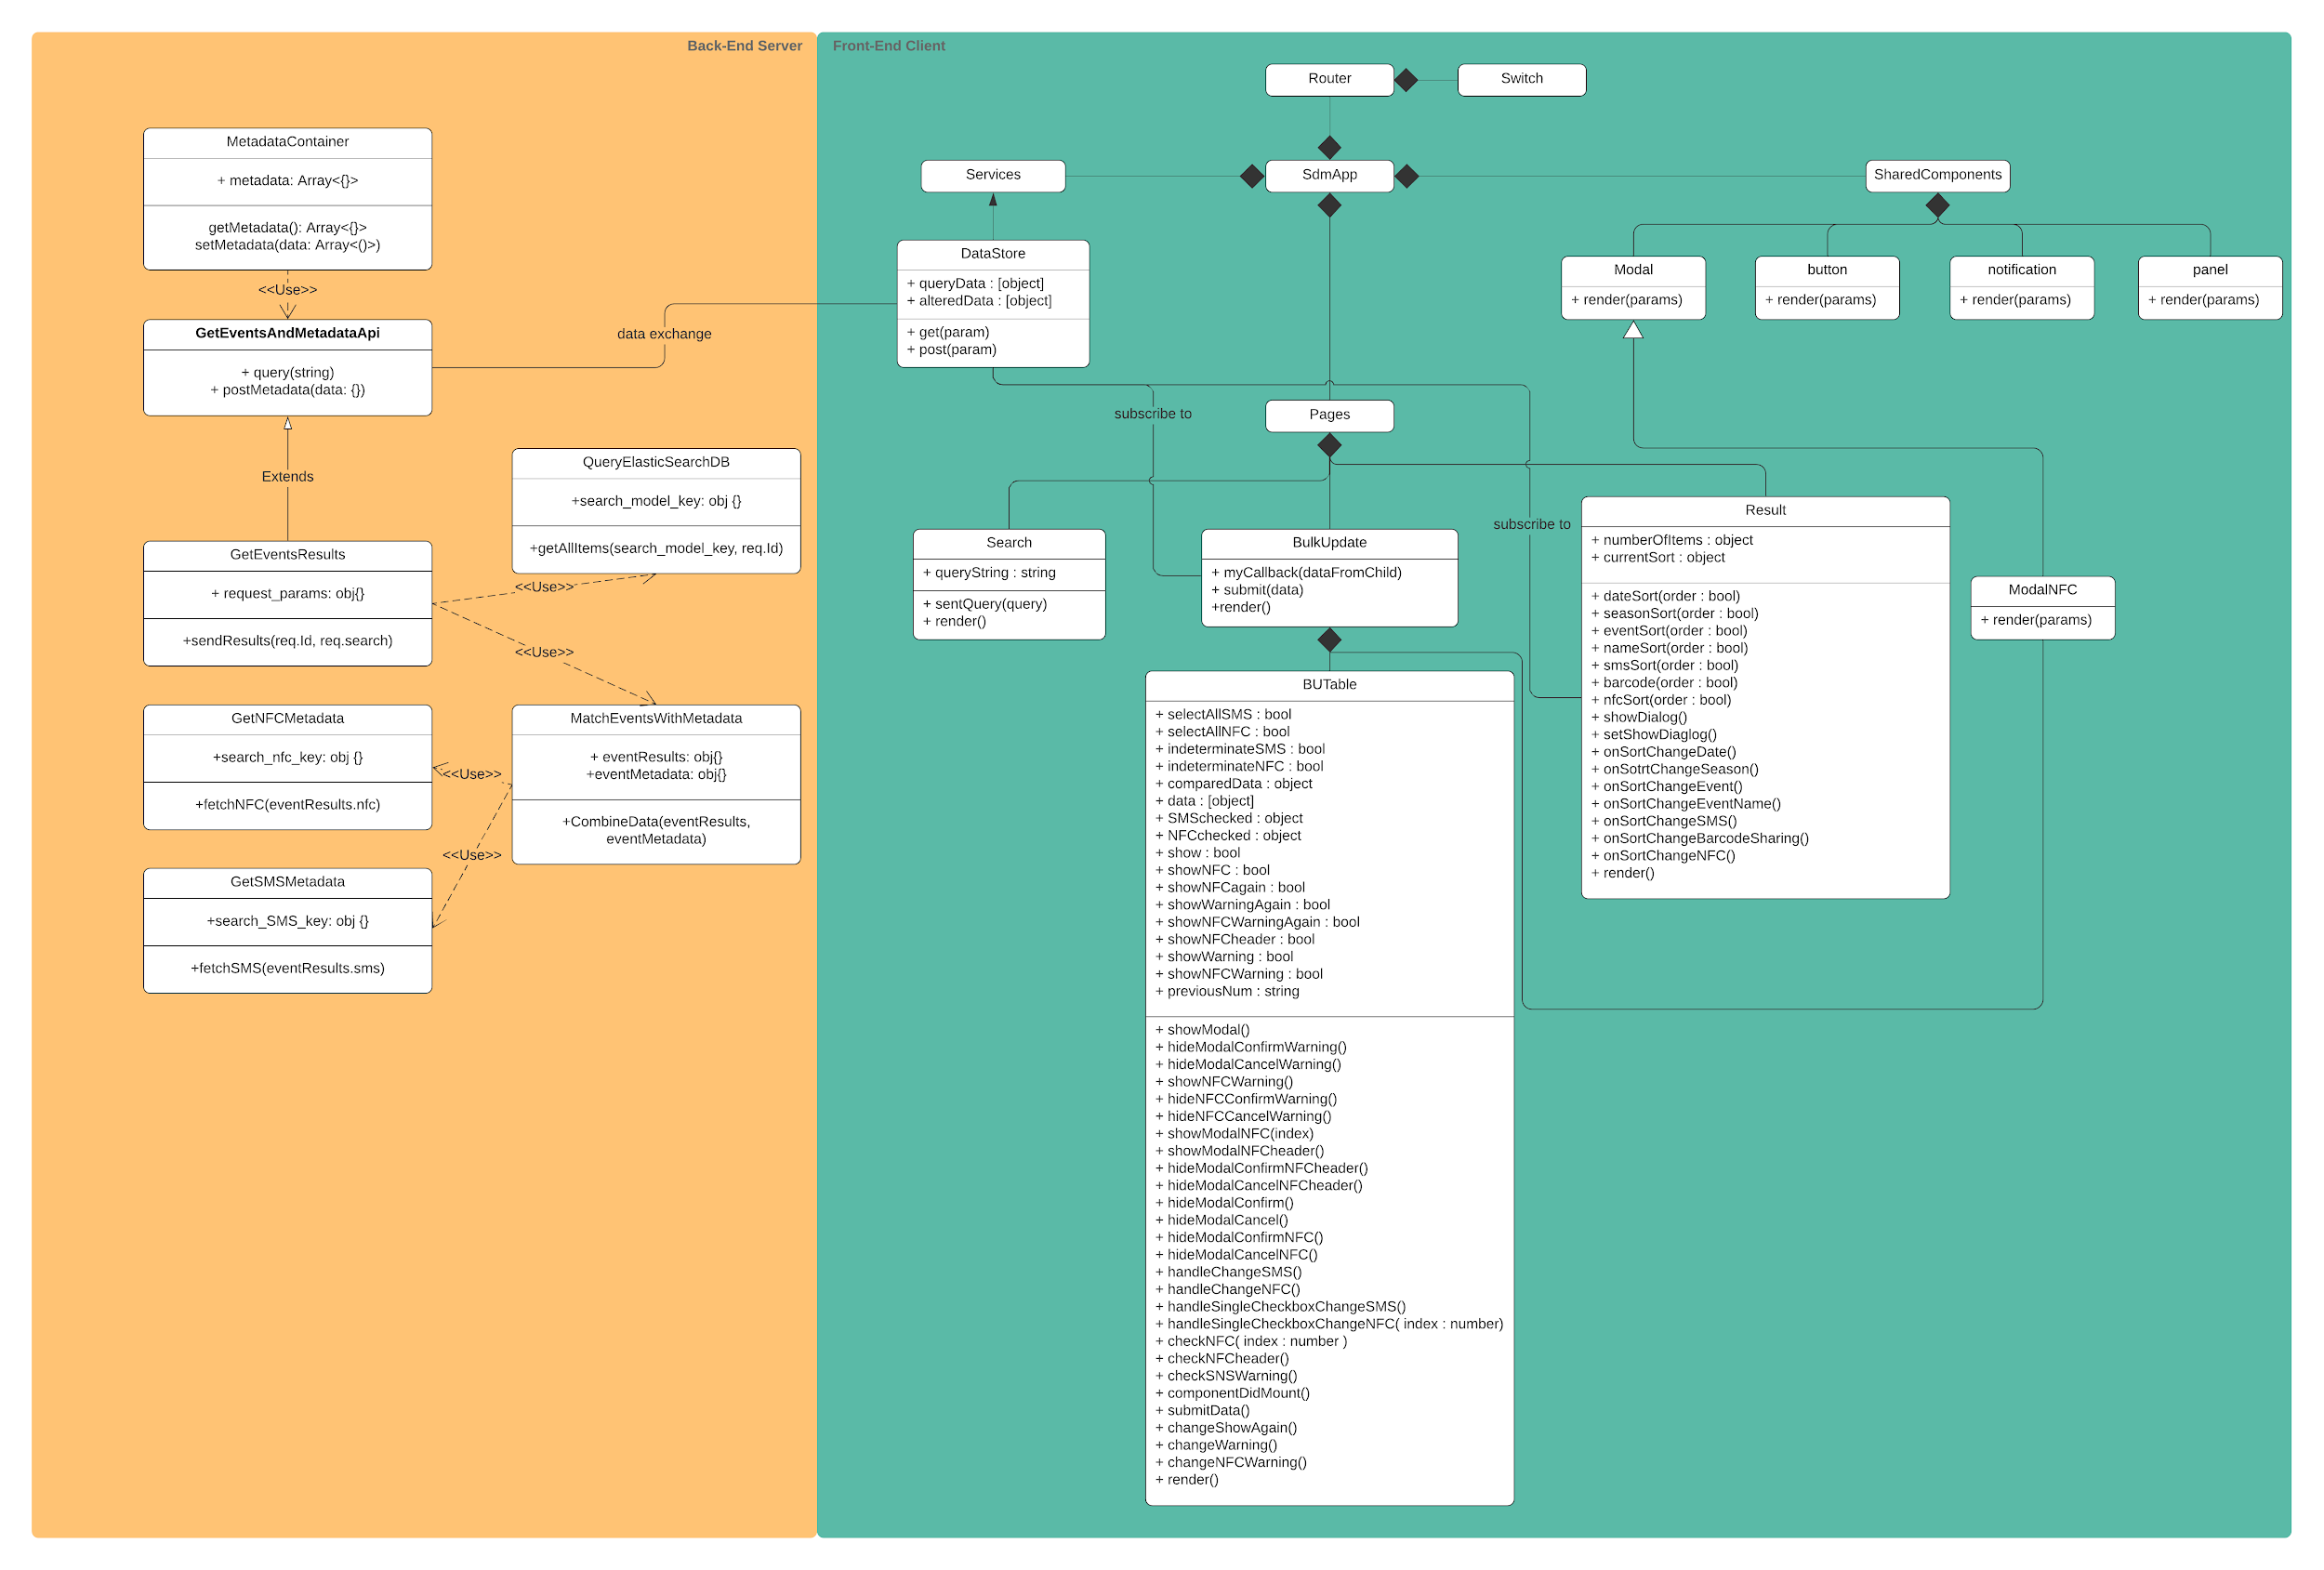 Back-End Server
MetadataContainer
+ metadata: Array<{}>
getMetadata(): Array<{}>
setMetadata(data: Array<()>)
<<Use>>
GetEventsAndMetadataApi
+ query(string)
+ postMetadata(data: {})
data exchange
Extends
QueryElasticSearchDB
+search_model_key: obj {}
+getAllItems(search_model_key, req.Id)
GetEventsResults
+ request_params: obj{}
+sendResults(req.Id, req.search)
<<Use>>
<<Use>>
GetNFCMetadata
+search_nfc_key: obj {}
+fetchNFC(eventResults.nfc)
<<Use>>
MatchEventsWithMetadata
+ eventResults: obj{}
+eventMetadata: obj{}
+CombineData(eventResults,
eventMetadata)
<<Use>>
GetSMSMetadata
+search_SMS_key: obj {}
+fetchSMS(eventResults.sms)
Front-End Client
Router
Switch
Services
SdmApp
SharedComponents
DataStore
+ queryData : [object]
+ alteredData : [object]
+ get(param)
+ post(param)
Modal
+ render(params)
button
+ render(params)
notification
+ render(params)
panel
+ render(params)
subscribe to
Pages
subscribe to
Search
+ queryString : string
+ sentQuery(query)
+ render()
BulkUpdate
+ myCallback(dataFromChild)
+ submit(data)
+render()
Result
+ numberOfItems : object
+ currentSort : object
+ dateSort(order : bool)
+ seasonSort(order : bool)
+ eventSort(order : bool)
+ nameSort(order : bool)
+ smsSort(order : bool)
+ barcode(order : bool)
+ nfcSort(order : bool)
+ showDialog()
+ setShowDiaglog()
+ onSortChangeDate()
+ onSotrtChangeSeason()
+ onSortChangeEvent()
+ onSortChangeEventName()
+ onSortChangeSMS()
+ onSortChangeBarcodeSharing()
+ onSortChangeNFC()
+ render()
ModalNFC
+ render(params)
BUTable
+ selectAllSMS : bool
+ selectAllNFC : bool
+ indeterminateSMS : bool
+ indeterminateNFC : bool
+ comparedData : object
+ data : [object]
+ SMSchecked : object
+ NFCchecked : object
+ show : bool
+ showNFC : bool
+ showNFCagain : bool
+ showWarningAgain : bool
+ showNFCWarningAgain : bool
+ showNFCheader : bool
+ showWarning : bool
+ showNFCWarning : bool
+ previousNum : string
+ showModal()
+ hideModalConfirmWarning()
+ hideModalCancelWarning()
+ showNFCWarning()
+ hideNFCConfirmWarning()
+ hideNFCCancelWarning()
+ showModalNFC(index)
+ showModalNFCheader()
+ hideModalConfirmNFCheader()
+ hideModalCancelNFCheader()
+ hideModalConfirm()
+ hideModalCancel()
+ hideModalConfirmNFC()
+ hideModalCancelNFC()
+ handleChangeSMS()
+ handleChangeNFC()
+ handleSingleCheckboxChangeSMS()
+ handleSingleCheckboxChangeNFC( index : number)
+ checkNFC( index : number )
+ checkNFCheader()
+ checkSNSWarning()
+ componentDidMount()
+ submitData()
+ changeShowAgain()
+ changeWarning()
+ changeNFCWarning()
+ render()